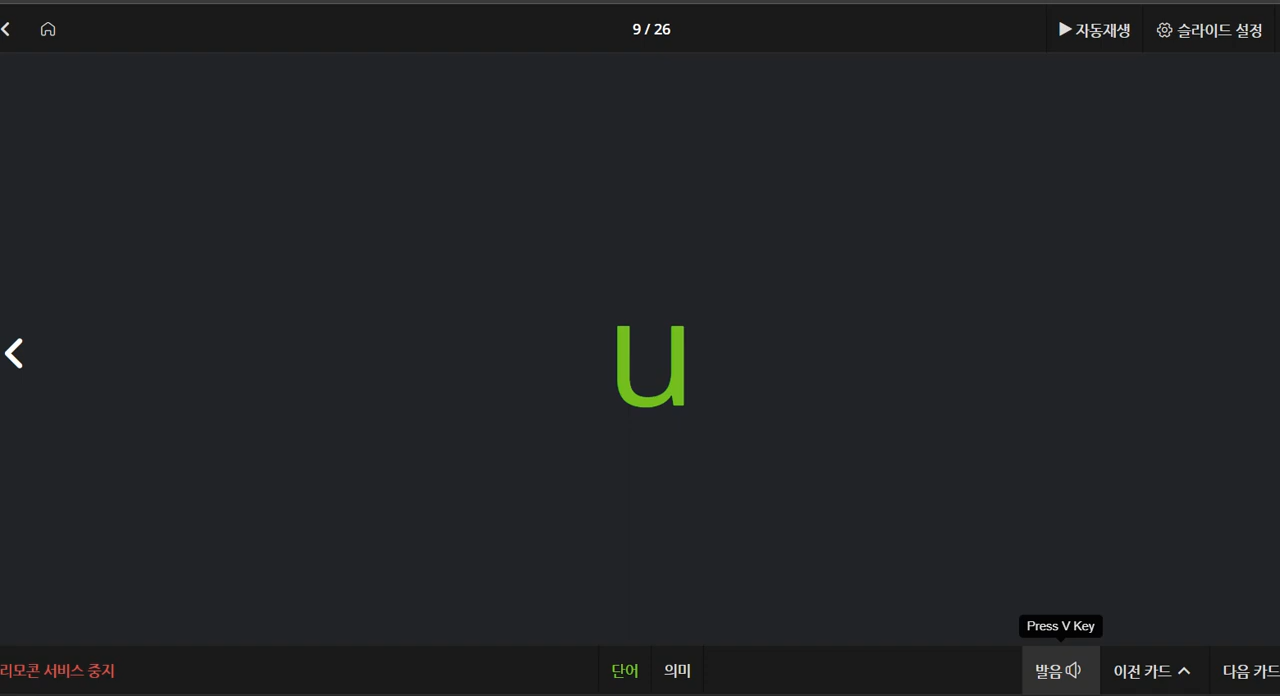 9 / 26
자동재생
슬라이드 설정
u
Press V Key
리모콘 서비스 중지
단어
의미
발음
이전 카드
다음 카드